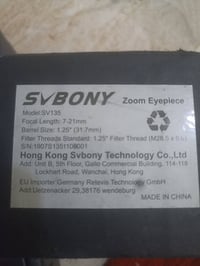 SVBONY Zoom Eyepiece
Model:SV135
Focal Length: 7-21mm
Barrel Size: 1.25" (31.7mm)
Filter Threads Standard: 1.25" Filter Thread (M28.5 x 0.6)
Hong Kong Svbony Technology Co.,Ltd
Add: Unit B, 5th Floor, Gaile Commercial Building, 114-118
Lockhart Road, Wanchai, Hong Kong
EU Importer:Germany Retevis Technology GmbH
Add:Uetzenacker 29,38176 wendeburg
MADE IN CHINA